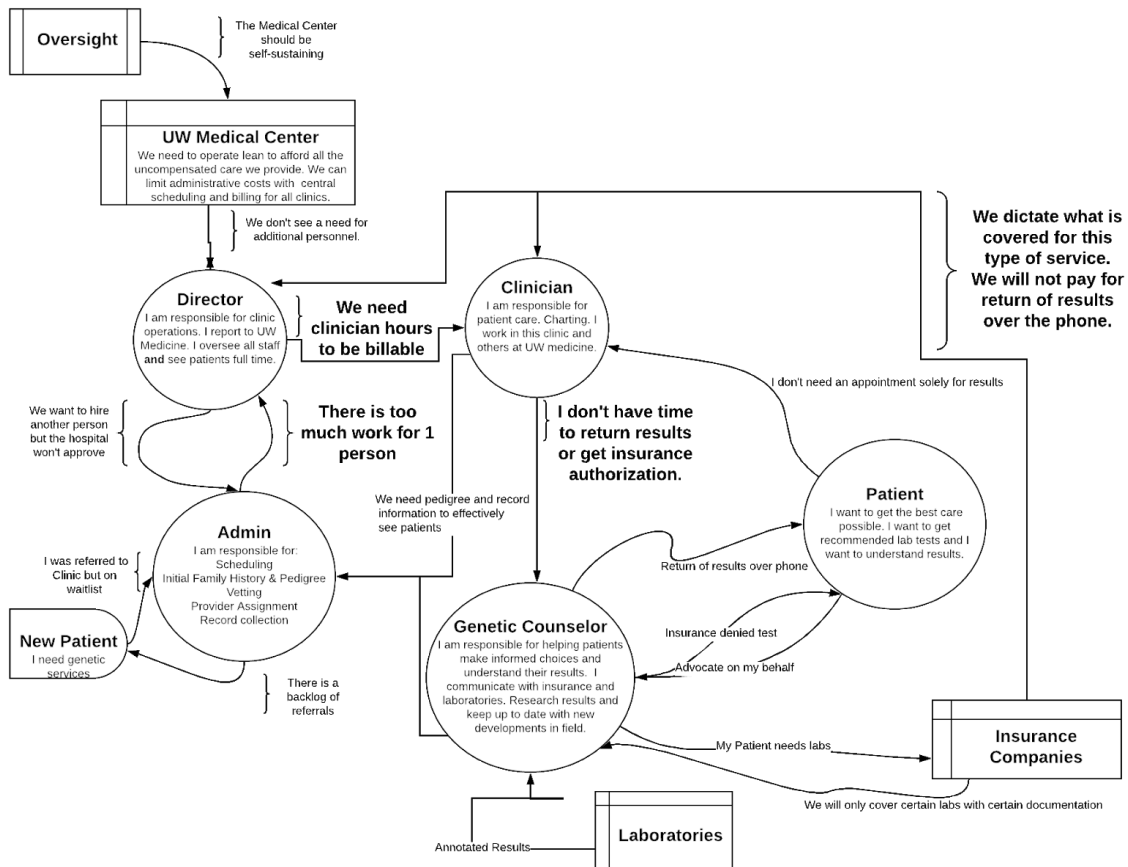 Oversight
The Medical Center
should be
self-sustaining
UW Medical Center
We need to operate lean to afford all the
uncompensated care we provide. We can
limit administrative costs with central
scheduling and billing for all clinics.
We don't see a need for
additional personnel.
Director
I am responsible for clinic
operations. I report to UW
Medicine. I oversee all staff
and see patients full time.
We need
clinician hours
to be billable
Clinician
I am responsible for
patient care. Charting. I
work in this clinic and
others at UW medicine.
We dictate what is
covered for this
type of service.
We will not pay for
return of results
over the phone.
I don't need an appointment solely for results
We want to hire
another person
but the hospital
won't approve
There is too
much work for 1
person
I don't have time
to return results
or get insurance
authorization.
We need pedigree and record
information to effectively
see patients
Patient
I want to get the best care
possible. I want to get
recommended lab tests and I
want to understand results.
Admin
I am responsible for:
Scheduling
Initial Family History & Pedigree
Vetting
Provider Assignment
Record collection
I was referred to
Clinic but on
waitlist
New Patient
I need genetic
services
There is a
backlog of
referrals
Return of results over phone
Genetic Counselor
I am responsible for helping patients
make informed choices and
understand their results. I
communicate with insurance and
laboratories. Research results and
keep up to date with new
developments in field.
Insurance denied test
Advocate on my behalf
My Patient needs labs
Insurance
Companies
We will only cover certain labs with certain documentation
Laboratories
Annotated Results